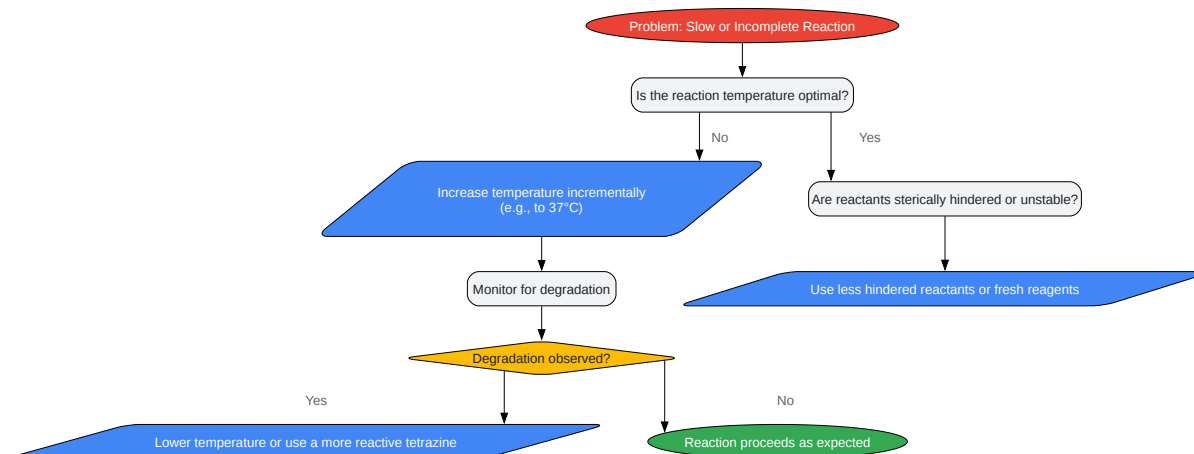 Problem: Slow or Incomplete Reaction
Is the reaction temperature optimal?
No
Yes
Increase temperature incrementally
(e.g., to 37°C)
Are reactants sterically hindered or unstable?
Monitor for degradation
Use less hindered reactants or fresh reagents
Degradation observed?
Yes
No
Lower temperature or use a more reactive tetrazine
Reaction proceeds as expected